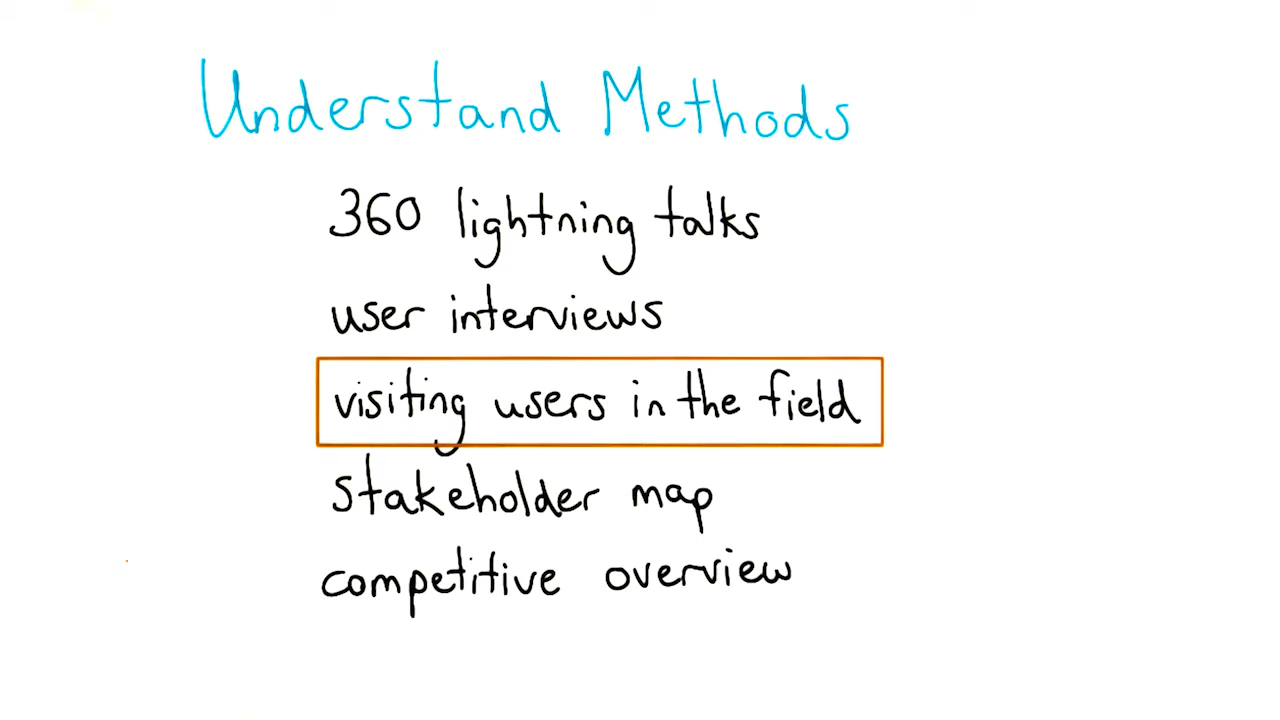 Understand Methods
360 lightning talks
user interviews
visiting users in the field
stakeholder map
competitive overview